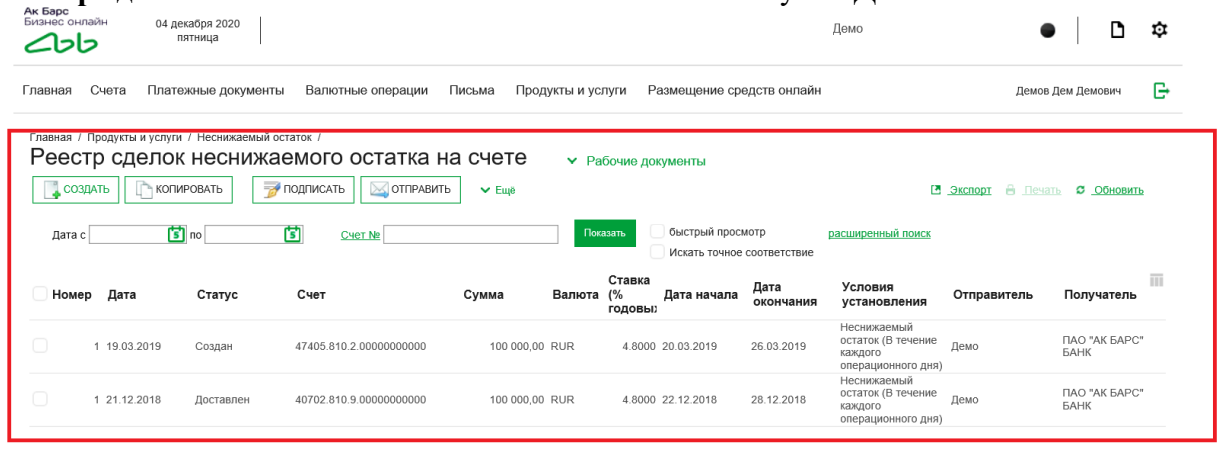 Ак Барс
Бизнес онлайн
04 декабря 2020
пятница
Демо
Главная Счета Платежные документы Валютные операции Письма Продукты и услуги Размещение средств онлайн Демов Дем Демович
Главная / Продукты и услуги / Неснижаемый остаток /
Реестр сделок неснижаемого остатка на счете Рабочие документы
СОЗДАТЬ КОПИРОВАТЬ ПОДПИСАТЬ ОТПРАВИТЬ Ещё Экспорт Печать Обновить
Дата с по Счет № Показать быстрый просмотр расширенный поиск
Искать точное соответствие
Номер Дата Статус Счет Сумма Валюта Ставка (% годовых Дата начала Дата окончания Условия установления Отправитель Получатель
1 19.03.2019 Создан 47405.810.2.00000000000 100 000,00 RUR 4.8000 20.03.2019 26.03.2019 Неснижаемый остаток (В течение каждого операционного дня) Демо ПАО "АК БАРС" БАНК
1 21.12.2018 Доставлен 40702.810.9.00000000000 100 000,00 RUR 4.8000 22.12.2018 28.12.2018 Неснижаемый остаток (В течение каждого операционного дня) Демо ПАО "АК БАРС" БАНК